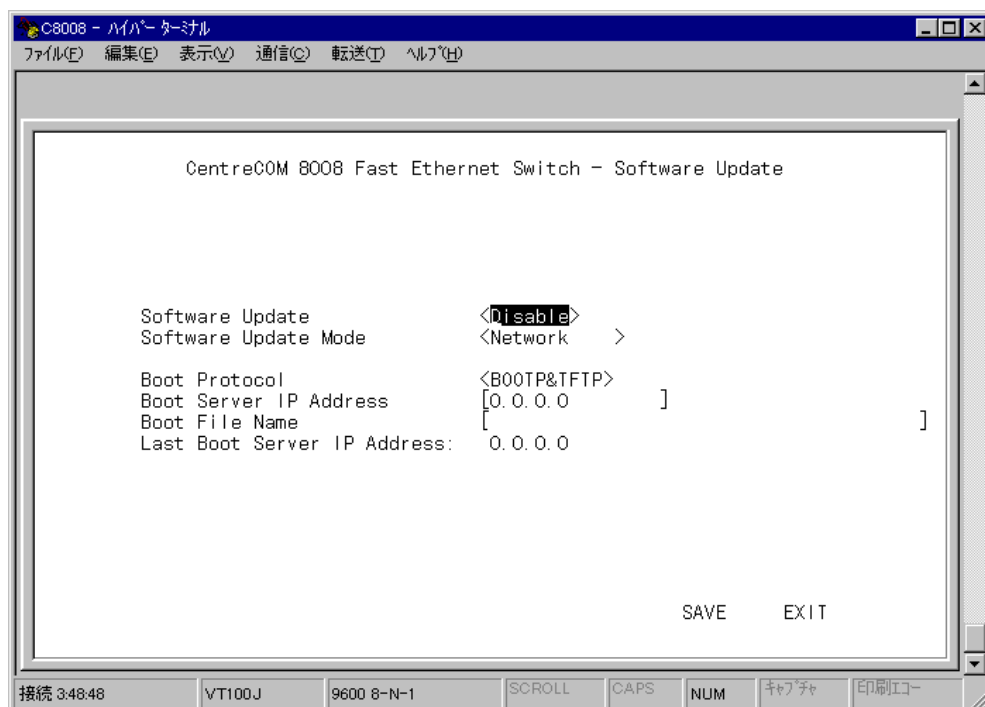 C8008 - ﾊｲﾊﾟｰ ﾀｰﾐﾅﾙ
ﾌｧｲﾙ(F) 編集(E) 表示(V) 通信(C) 転送(T) ﾍﾙﾌﾟ(H)
CentreCOM 8008 Fast Ethernet Switch - Software Update
Software Update <Disable>
Software Update Mode <Network >
Boot Protocol <BOOTP&TFTP>
Boot Server IP Address [0.0.0.0 ]
Boot File Name [ ]
Last Boot Server IP Address: 0.0.0.0
SAVE EXIT
接続 3:48:48 VT100J 9600 8-N-1 SCROLL CAPS NUM ｷｬﾌﾟﾁｬ 印刷ｴｺｰ